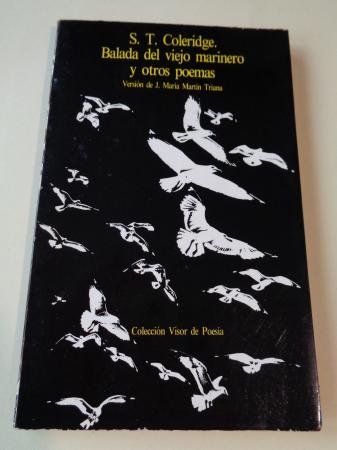 S. T. Coleridge.
Balada del viejo marinero
y otros poemas
Versión de J. María Martín Triana
Colección Visor de Poesía